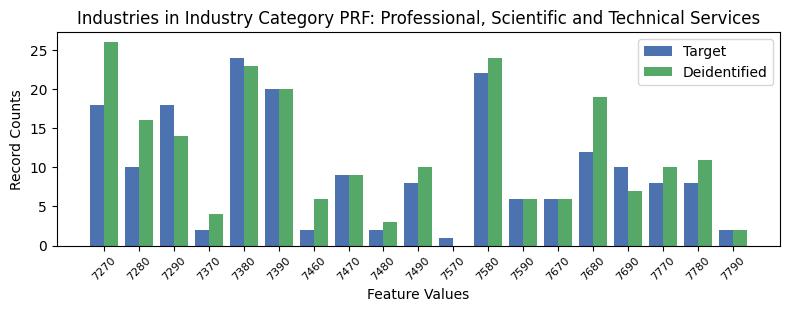 Industries in Industry Category PRF: Professional, Scientific and Technical Services
Target
Deidentified
Record Counts
25
20
15
10
5
0
7270 7280 7290 7370 7380 7390 7460 7470 7480 7490 7570 7580 7590 7670 7680 7690 7770 7780 7790
Feature Values